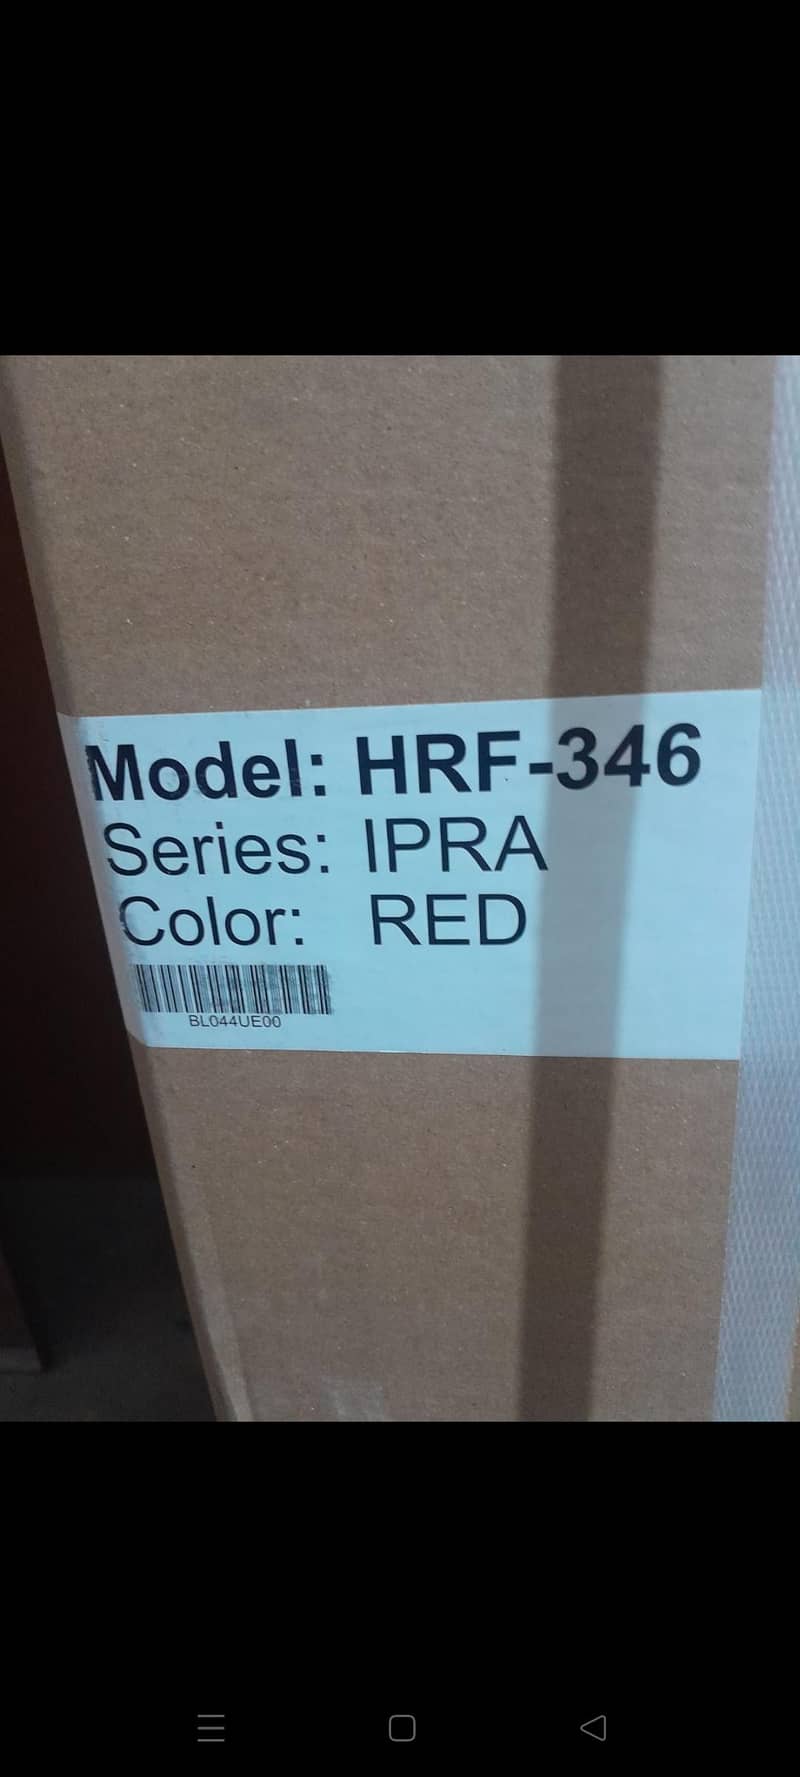 Model: HRF-346
Series: IPRA
Color: RED
BL044UE00